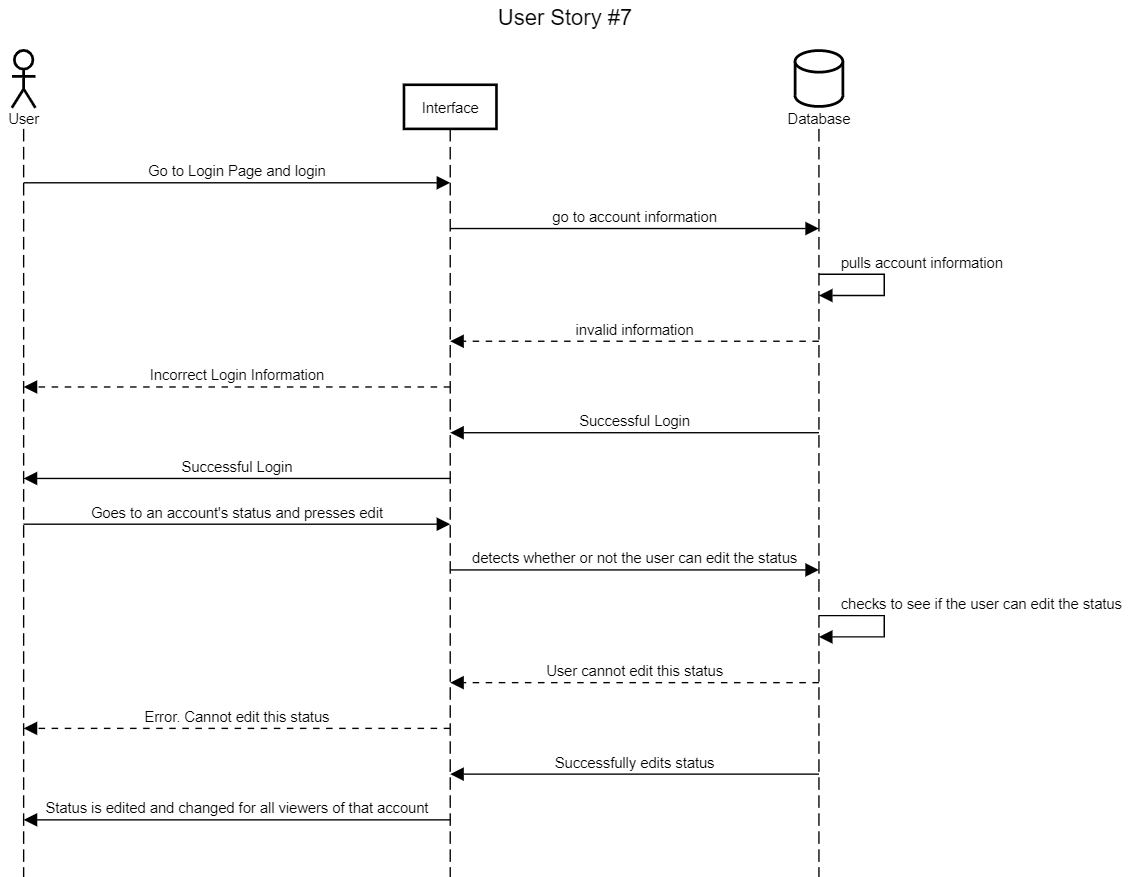 User Story #7
User
Interface
Database
Go to Login Page and login
go to account information
pulls account information
invalid information
Incorrect Login Information
Successful Login
Successful Login
Goes to an account's status and presses edit
detects whether or not the user can edit the status
checks to see if the user can edit the status
User cannot edit this status
Error. Cannot edit this status
Successfully edits status
Status is edited and changed for all viewers of that account